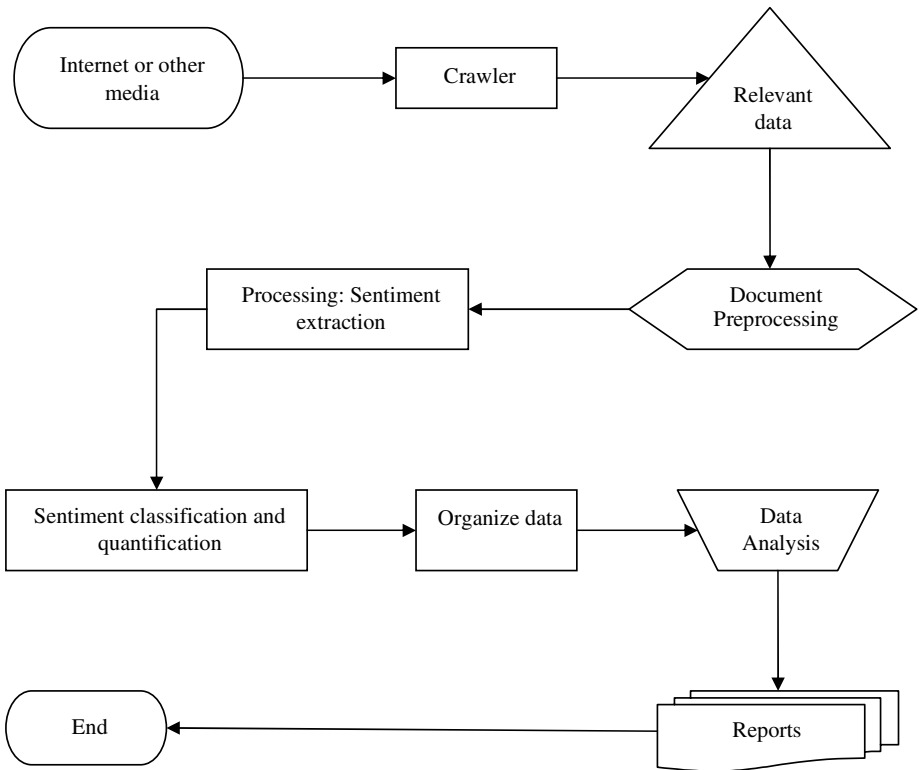 Internet or other
media
Crawler
Relevant
data
Document
Preprocessing
Processing: Sentiment
extraction
Sentiment classification and
quantification
Organize data
Data
Analysis
Reports
End